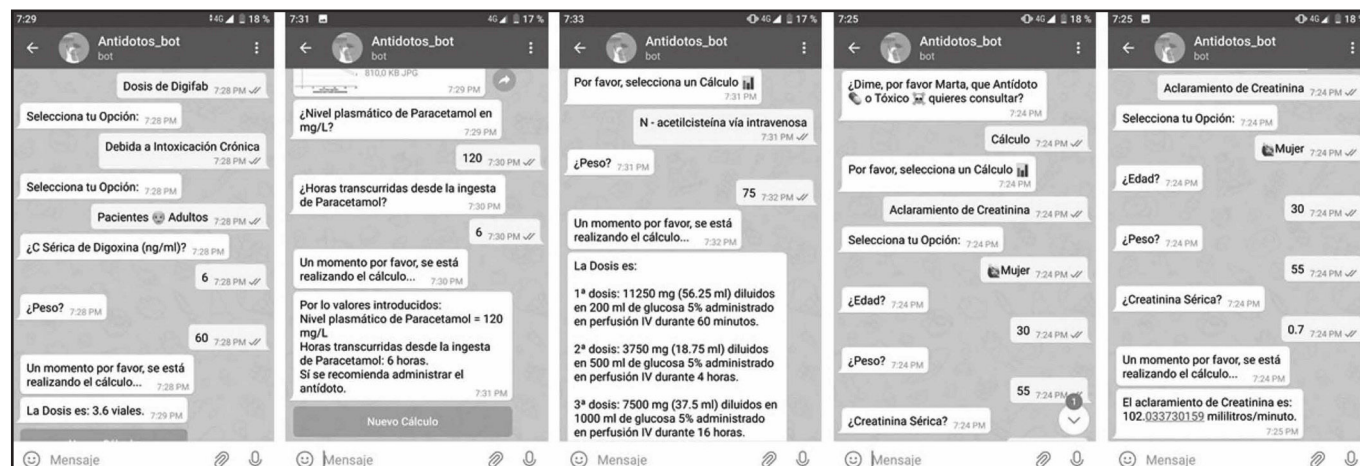 7:29
4G 18 %
Antidotos_bot
bot
Dosis de Digifab 7:28 PM
Selecciona tu Opción: 7:28 PM
Debida a Intoxicación Crónica
7:28 PM
Selecciona tu Opción: 7:28 PM
Pacientes Adultos 7:28 PM
¿C Sérica de Digoxina (ng/ml)? 7:28 PM
6 7:28 PM
¿Peso? 7:28 PM
60 7:28 PM
Un momento por favor, se está
realizando el cálculo... 7:28 PM
La Dosis es: 3.6 viales. 7:29 PM
Mensaje
7:31
4G 17 %
Antidotos_bot
bot
810,0 KB JPG
7:29 PM
¿Nivel plasmático de Paracetamol en
mg/L? 7:29 PM
120 7:30 PM
¿Horas transcurridas desde la ingesta
de Paracetamol? 7:30 PM
6 7:30 PM
Un momento por favor, se está
realizando el cálculo... 7:30 PM
Por lo valores introducidos:
Nivel plasmático de Paracetamol = 120
mg/L
Horas transcurridas desde la ingesta
de Paracetamol: 6 horas.
Sí se recomienda administrar el
antídoto. 7:31 PM
Nuevo Cálculo
Mensaje
7:33
4G 17 %
Antidotos_bot
bot
Por favor, selecciona un Cálculo
7:31 PM
N - acetilcisteína vía intravenosa
7:31 PM
¿Peso? 7:31 PM
75 7:32 PM
Un momento por favor, se está
realizando el cálculo... 7:32 PM
La Dosis es:
1ª dosis: 11250 mg (56.25 ml) diluidos
en 200 ml de glucosa 5% administrado
en perfusión IV durante 60 minutos.
2ª dosis: 3750 mg (18.75 ml) diluidos
en 500 ml de glucosa 5% administrado
en perfusión IV durante 4 horas.
3ª dosis: 7500 mg (37.5 ml) diluidos en
1000 ml de glucosa 5% administrado
en perfusión IV durante 16 horas.
Mensaje
7:25
4G 18 %
Antidotos_bot
bot
¿Dime, por favor Marta, que Antídoto
o Tóxico quieres consultar?
7:24 PM
Cálculo 7:24 PM
Por favor, selecciona un Cálculo
7:24 PM
Aclaramiento de Creatinina 7:24 PM
Selecciona tu Opción: 7:24 PM
Mujer 7:24 PM
¿Edad? 7:24 PM
30 7:24 PM
¿Peso? 7:24 PM
55 7:24 PM
1
¿Creatinina Sérica? 7:24 PM
Mensaje
7:25
4G 18 %
Antidotos_bot
bot
Aclaramiento de Creatinina 7:24 PM
Selecciona tu Opción: 7:24 PM
Mujer 7:24 PM
¿Edad? 7:24 PM
30 7:24 PM
¿Peso? 7:24 PM
55 7:24 PM
¿Creatinina Sérica? 7:24 PM
0.7 7:24 PM
Un momento por favor, se está
realizando el cálculo... 7:24 PM
El aclaramiento de Creatinina es:
102.033730159 mililitros/minuto.
7:25 PM
Mensaje